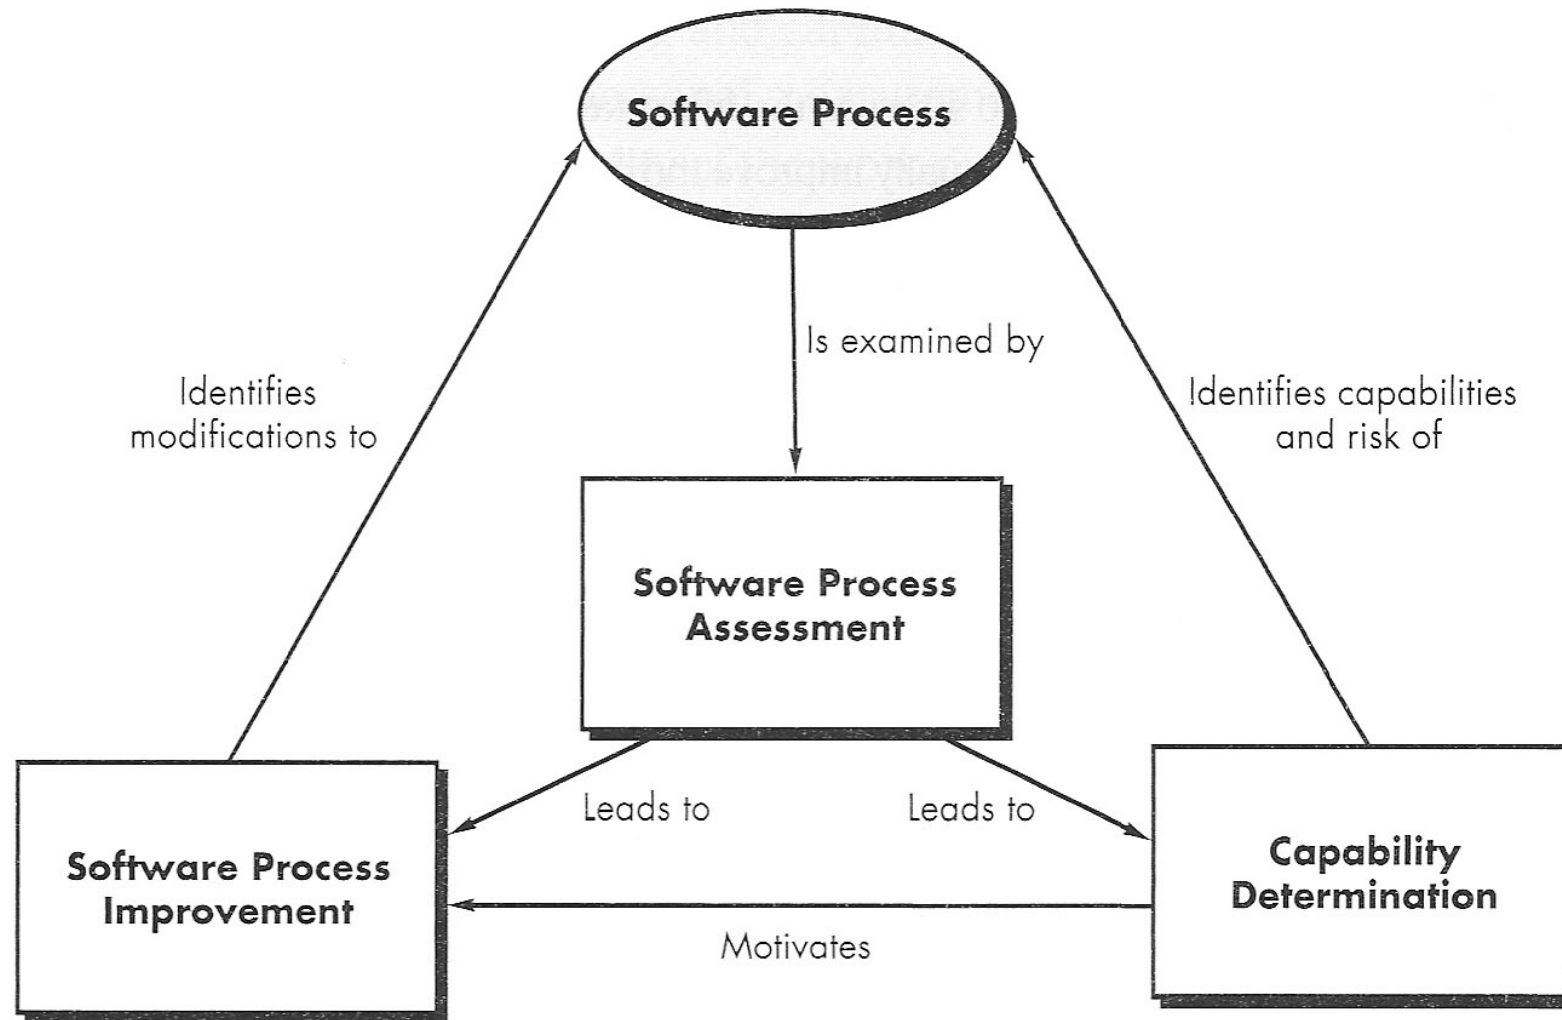 Software Process
Is examined by
Identifies
modifications to
Identifies capabilities
and risk of
Software Process
Assessment
Leads to
Leads to
Software Process
Improvement
Capability
Determination
Motivates